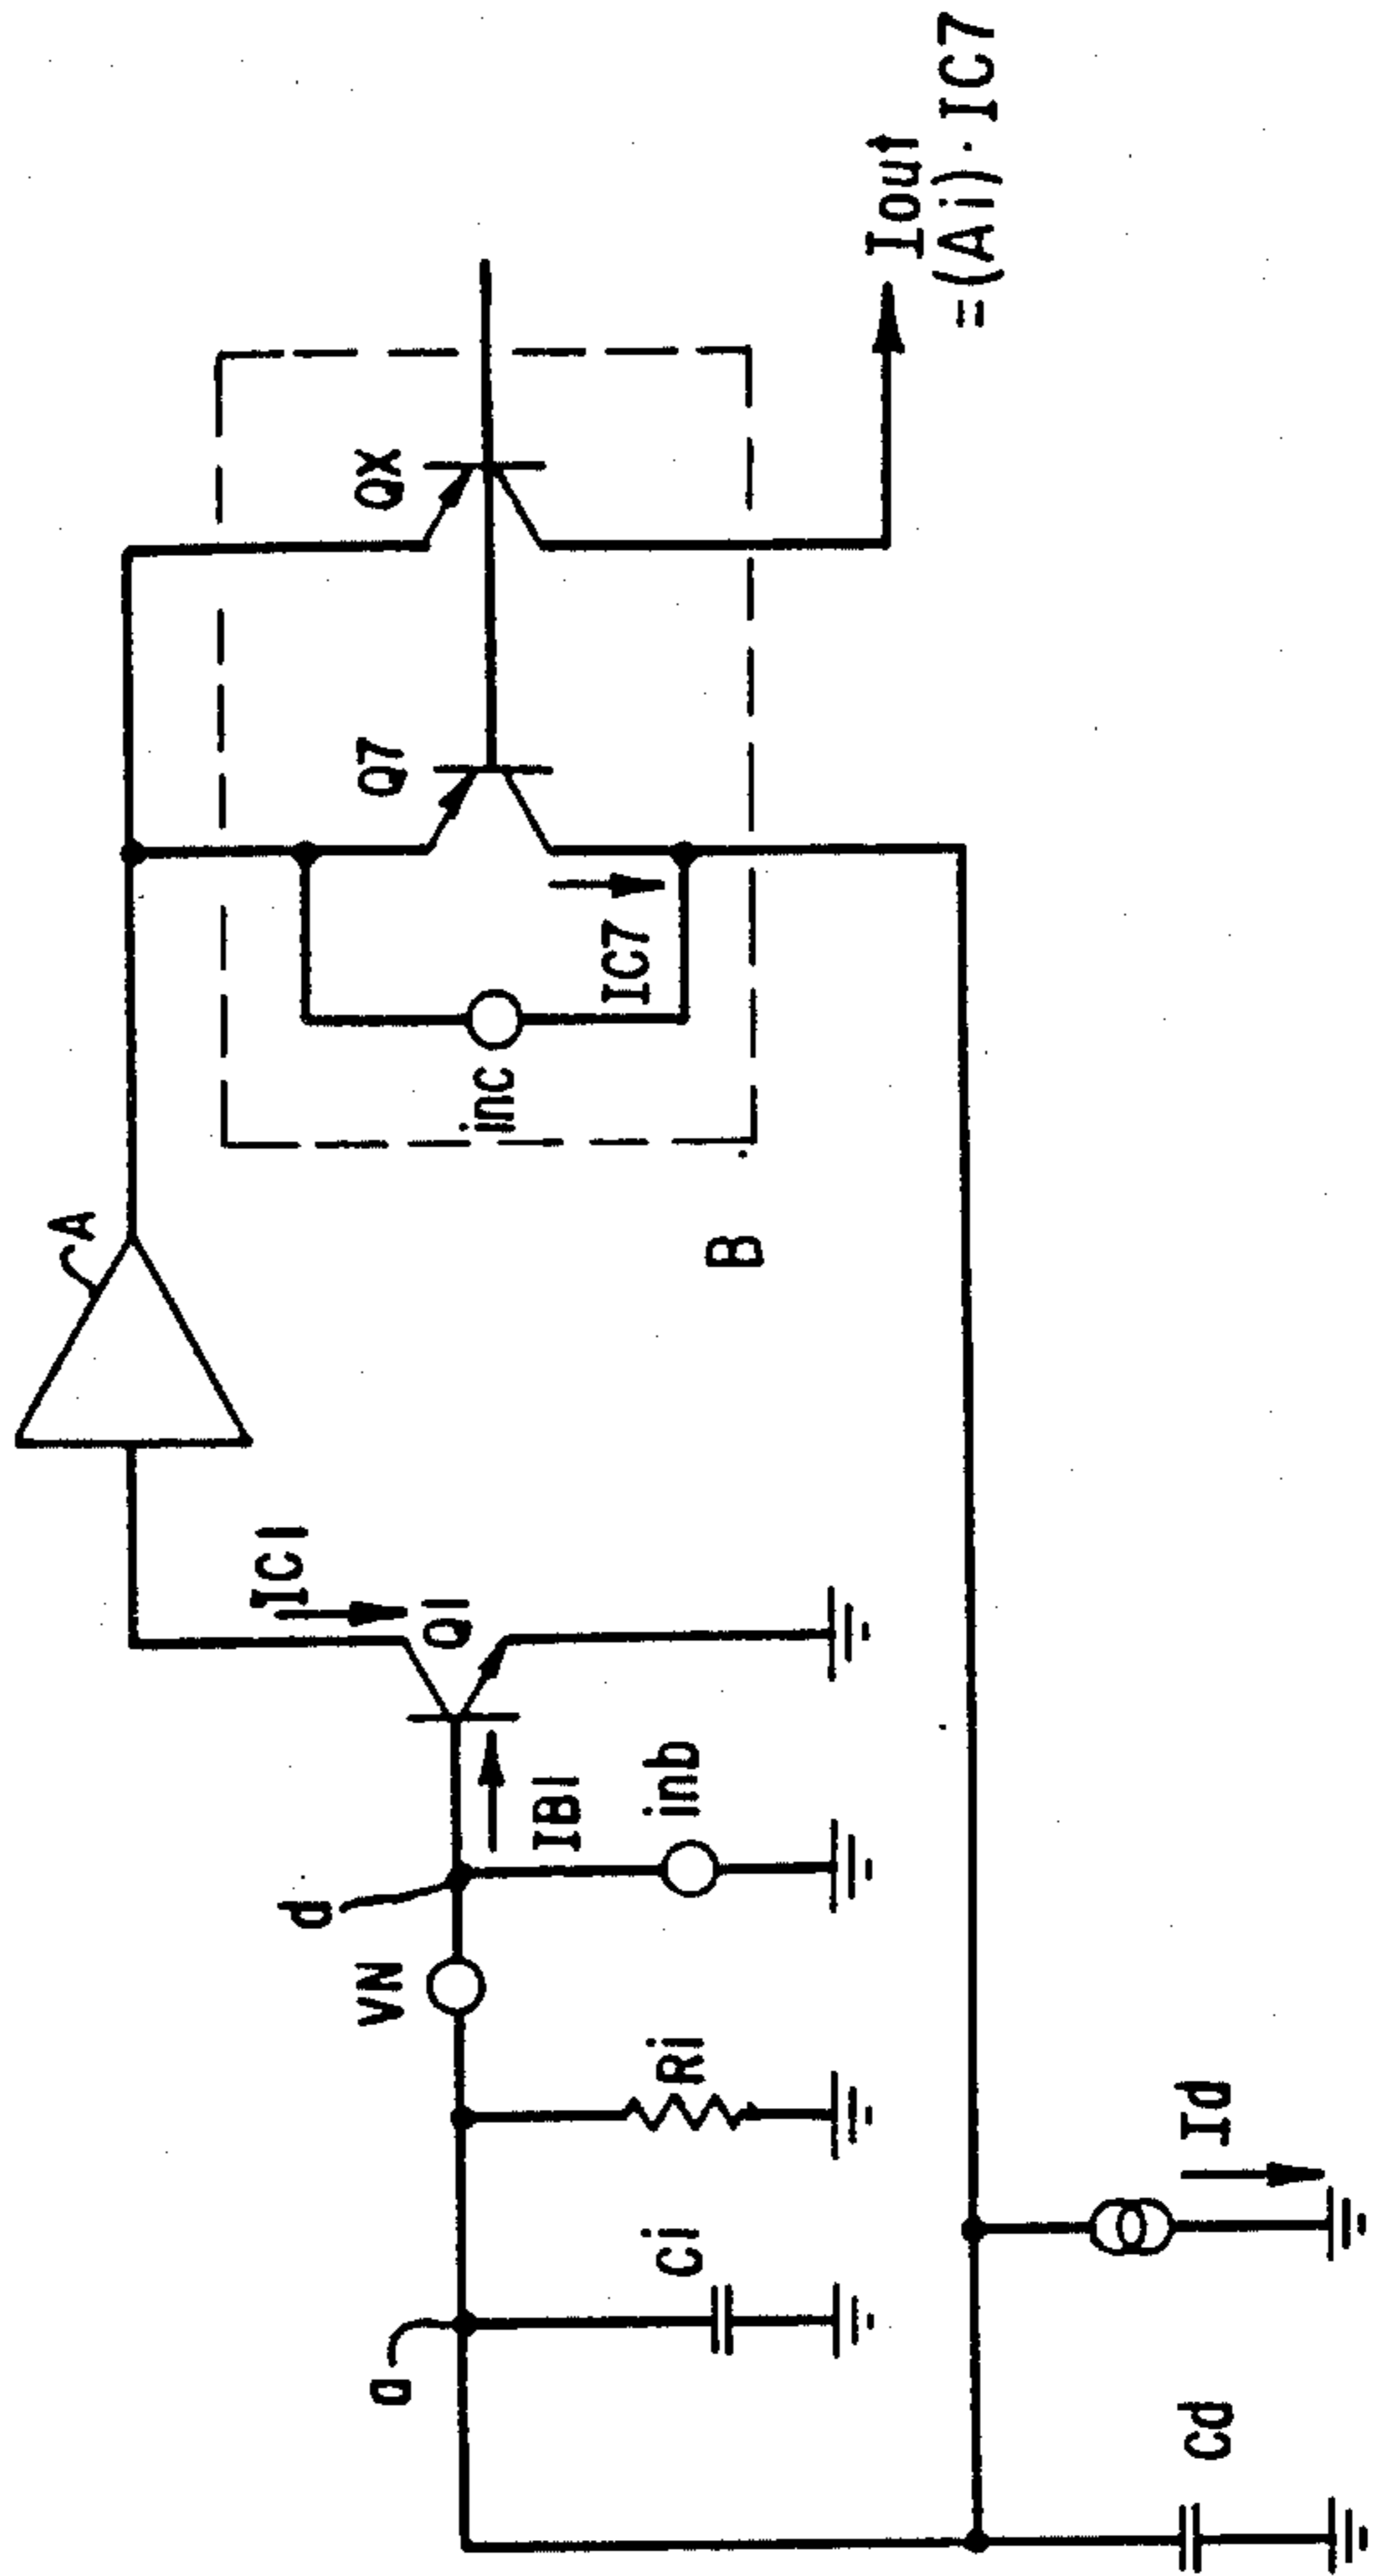 A
IC1
Q1
IB1
d
VN
inb
Ri
a
Ci
Cd
Id
B
inc
IC7
Q7
QX
Iout
=(Ai)·IC7